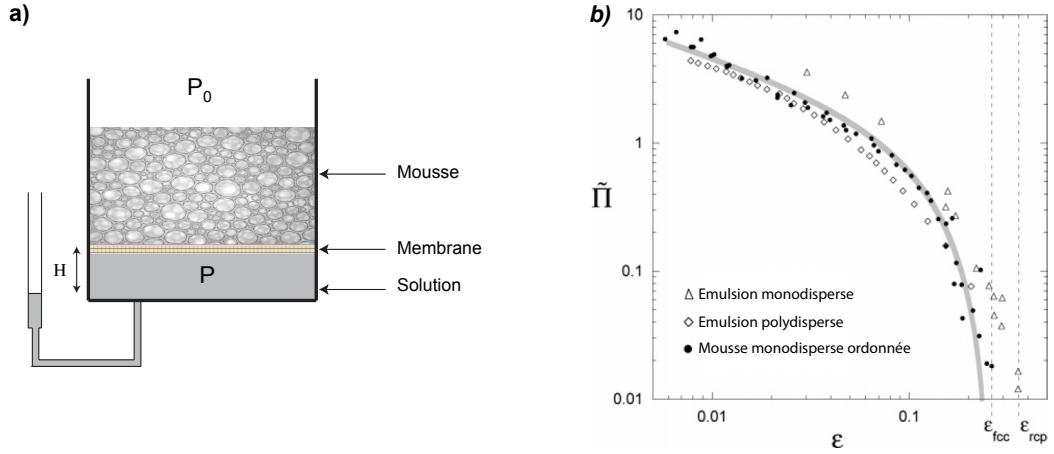 a)
P0
Mousse
Membrane
H
P
Solution
b)
10
1
Π̃
0.1
0.01
△ Emulsion monodisperse
◇ Emulsion polydisperse
● Mousse monodisperse ordonnée
0.01
0.1
ε
εfcc
εrcp